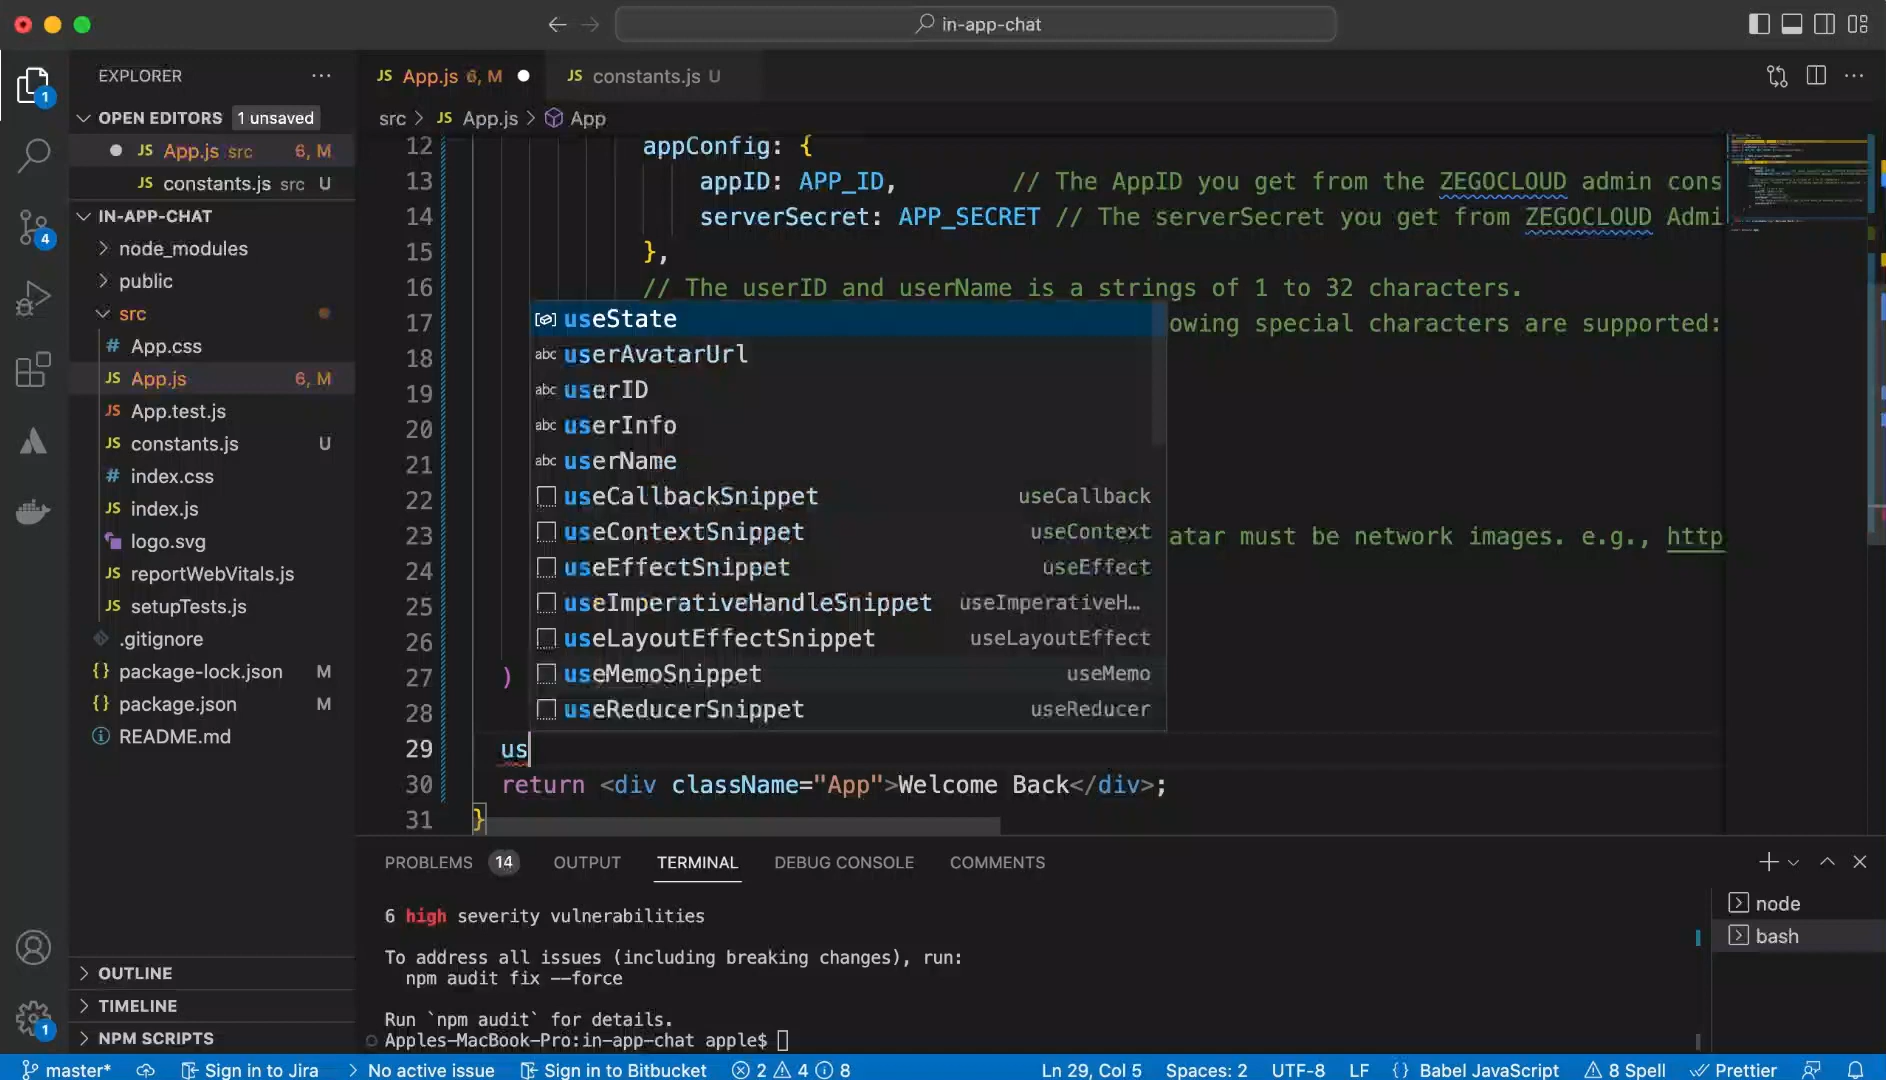 in-app-chat
EXPLORER
OPEN EDITORS 1 unsaved
JS App.js src 6, M
JS constants.js src U
IN-APP-CHAT
node_modules
public
src
# App.css
JS App.js 6, M
JS App.test.js
JS constants.js U
# index.css
JS index.js
logo.svg
JS reportWebVitals.js
JS setupTests.js
.gitignore
{} package-lock.json M
{} package.json M
README.md
OUTLINE
TIMELINE
NPM SCRIPTS
1
4
1
JS App.js 6, M
JS constants.js U
src > JS App.js > App
12 appConfig: {
13 appID: APP_ID, // The AppID you get from the ZEGOCLOUD admin cons
14 serverSecret: APP_SECRET // The serverSecret you get from ZEGOCLOUD Admi
15 },
16 // The userID and userName is a strings of 1 to 32 characters.
17 owing special characters are supported:
18
19
20
21
22
23 atar must be network images. e.g., http
24
25
26
27 )
28
29 us
30 return <div className="App">Welcome Back</div>;
31 }
useState
abc userAvatarUrl
abc userID
abc userInfo
abc userName
useCallbackSnippet useCallback
useContextSnippet useContext
useEffectSnippet useEffect
useImperativeHandleSnippet useImperativeH…
useLayoutEffectSnippet useLayoutEffect
useMemoSnippet useMemo
useReducerSnippet useReducer
PROBLEMS 14 OUTPUT TERMINAL DEBUG CONSOLE COMMENTS
6 high severity vulnerabilities
To address all issues (including breaking changes), run:
npm audit fix --force
Run `npm audit` for details.
Apples-MacBook-Pro:in-app-chat apple$
node
bash
master* Sign in to Jira No active issue Sign in to Bitbucket 2 4 8 Ln 29, Col 5 Spaces: 2 UTF-8 LF {} Babel JavaScript 8 Spell Prettier